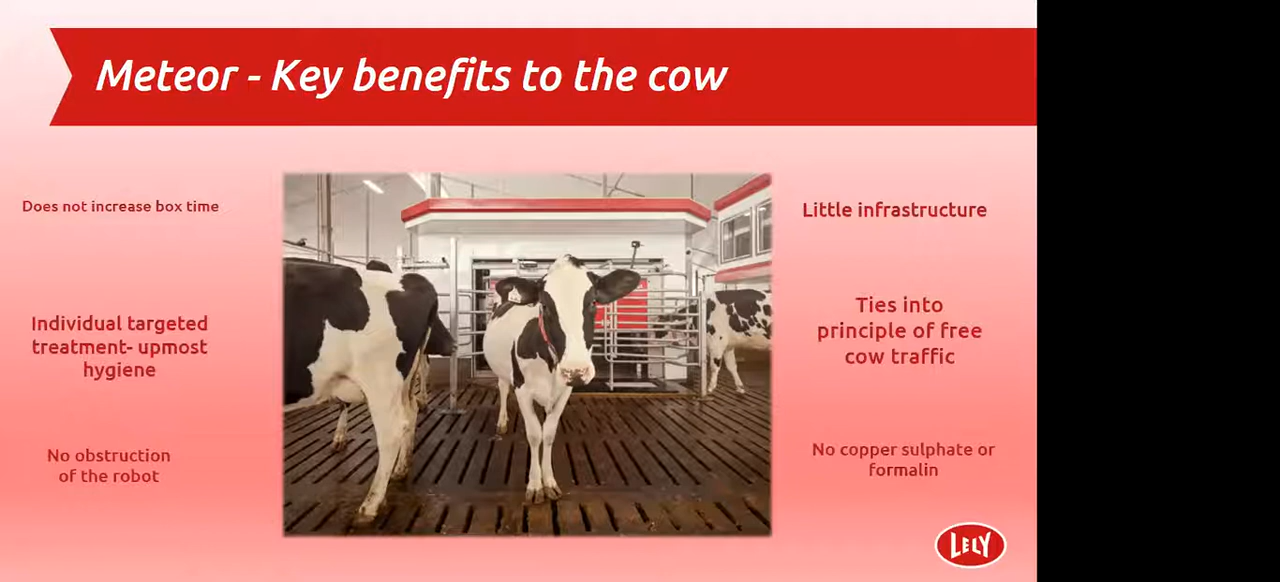 Meteor - Key benefits to the cow
Does not increase box time
Individual targeted
treatment- upmost
hygiene
No obstruction
of the robot
Little infrastructure
Ties into
principle of free
cow traffic
No copper sulphate or
formalin
LELY